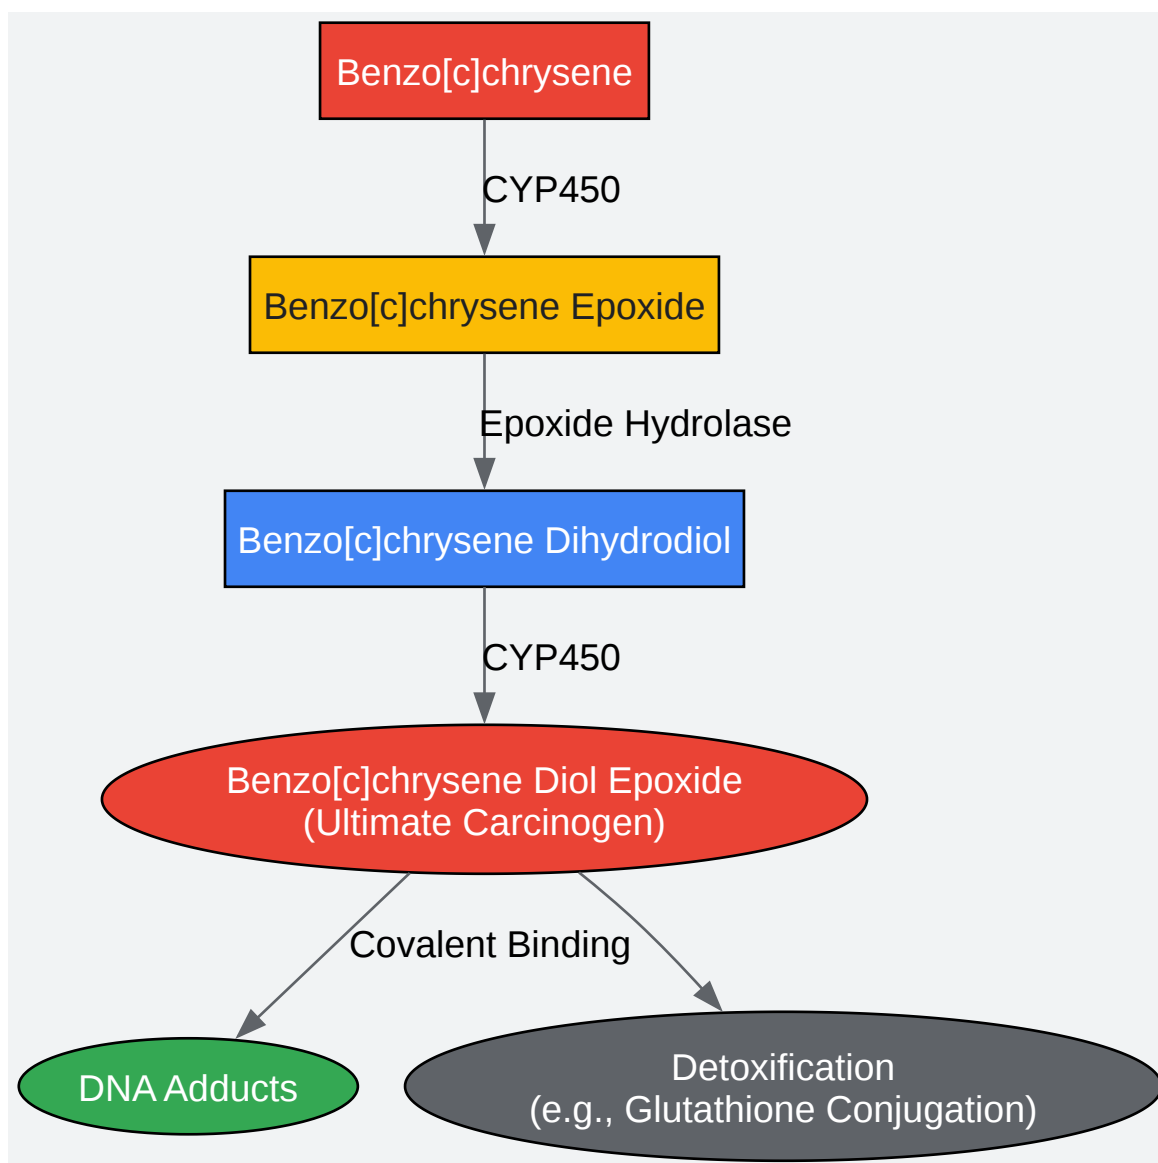 Benzo[c]chrysene
CYP450
Benzo[c]chrysene Epoxide
Epoxide Hydrolase
Benzo[c]chrysene Dihydrodiol
CYP450
Benzo[c]chrysene Diol Epoxide
(Ultimate Carcinogen)
Covalent Binding
DNA Adducts
Detoxification
(e.g., Glutathione Conjugation)